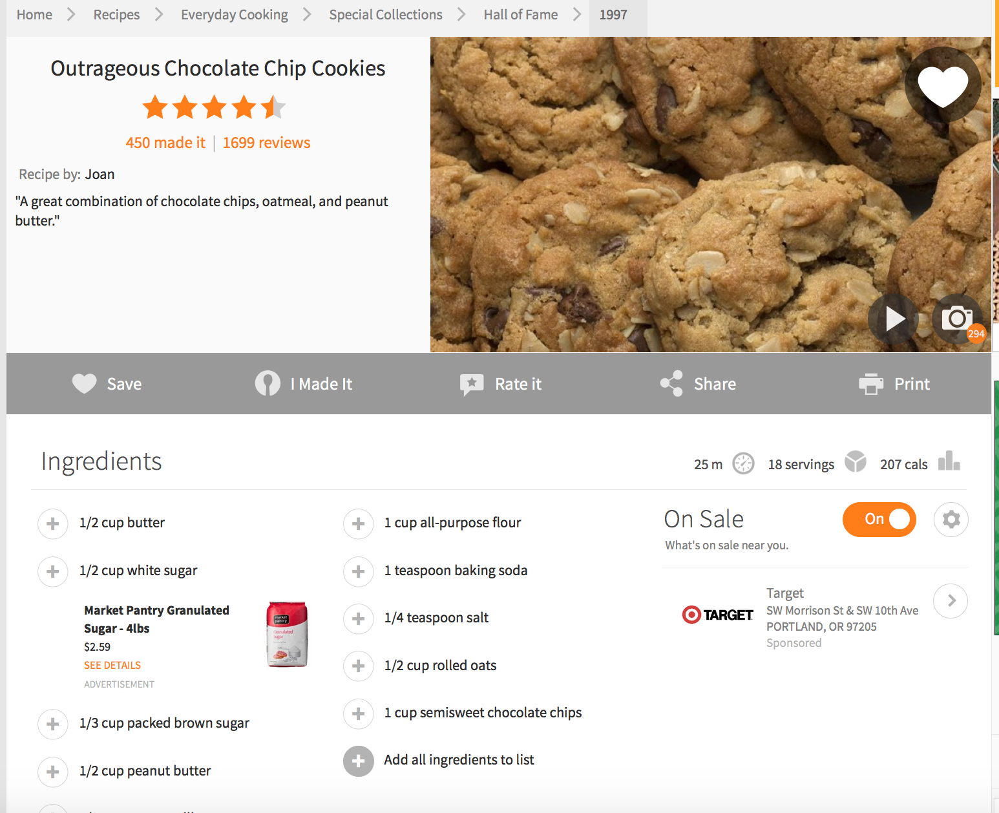 Home Recipes Everyday Cooking Special Collections Hall of Fame 1997
Outrageous Chocolate Chip Cookies
450 made it | 1699 reviews
Recipe by: Joan
"A great combination of chocolate chips, oatmeal, and peanut
butter."
294
Save I Made It Rate it Share Print
Ingredients
25 m 18 servings 207 cals
1/2 cup butter
1/2 cup white sugar
Market Pantry Granulated
Sugar - 4lbs
$2.59
SEE DETAILS
ADVERTISEMENT
market
pantry
Granulated
sugar
1/3 cup packed brown sugar
1/2 cup peanut butter
1 cup all-purpose flour
1 teaspoon baking soda
1/4 teaspoon salt
1/2 cup rolled oats
1 cup semisweet chocolate chips
Add all ingredients to list
On Sale
On
What's on sale near you.
TARGET
Target
SW Morrison St & SW 10th Ave
PORTLAND, OR 97205
Sponsored